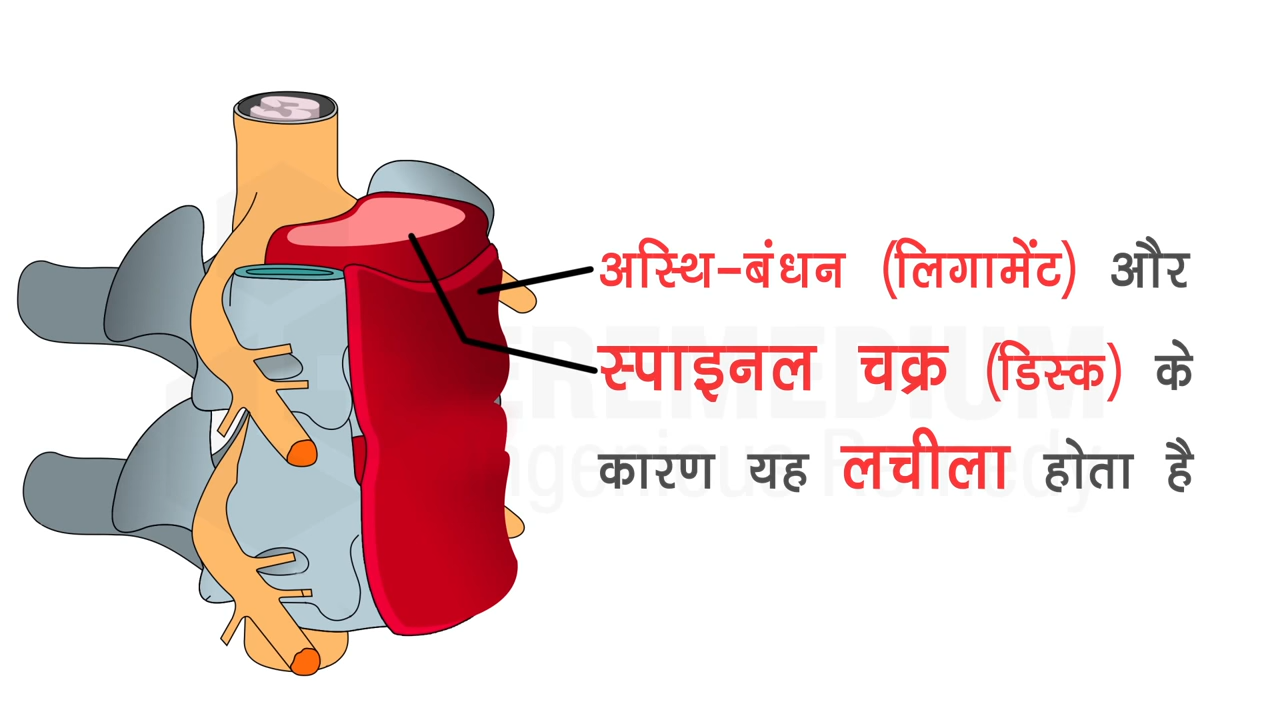 अस्थि-बंधन (लिगामेंट) और
स्पाइनल चक्र (डिस्क) के
कारण यह लचीला होता है